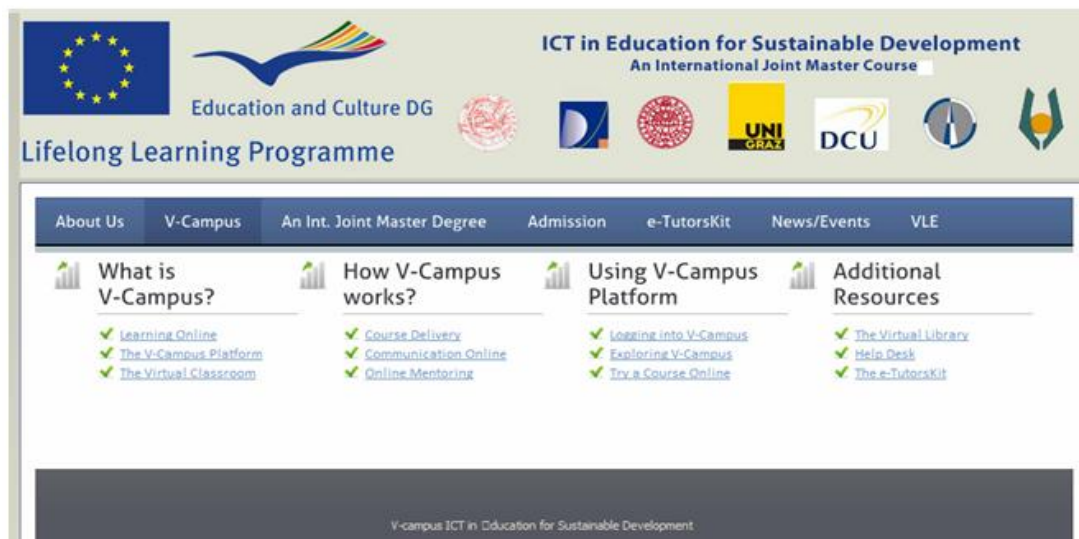 ICT in Education for Sustainable Development
An International Joint Master Course
Education and Culture DG
Lifelong Learning Programme
UNI
GRAZ
DCU
About Us
V-Campus
An Int. Joint Master Degree
Admission
e-TutorsKit
News/Events
VLE
What is
V-Campus?
Learning Online
The V-Campus Platform
The Virtual Classroom
How V-Campus
works?
Course Delivery
Communication Online
Online Mentoring
Using V-Campus
Platform
Logging into V-Campus
Exploring V-Campus
Try a Course Online
Additional
Resources
The Virtual Library
Help Desk
The e-TutorsKit
V-campus ICT in □ducation for Sustainable Development